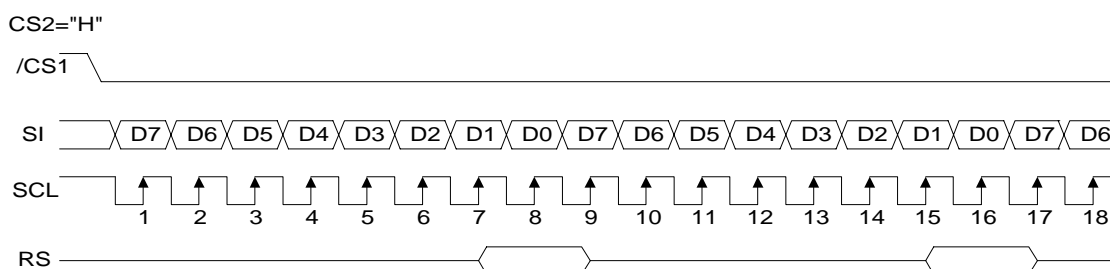 CS2="H"
/CS1
SI D7 D6 D5 D4 D3 D2 D1 D0 D7 D6 D5 D4 D3 D2 D1 D0 D7 D6
SCL
1 2 3 4 5 6 7 8 9 10 11 12 13 14 15 16 17 18
RS